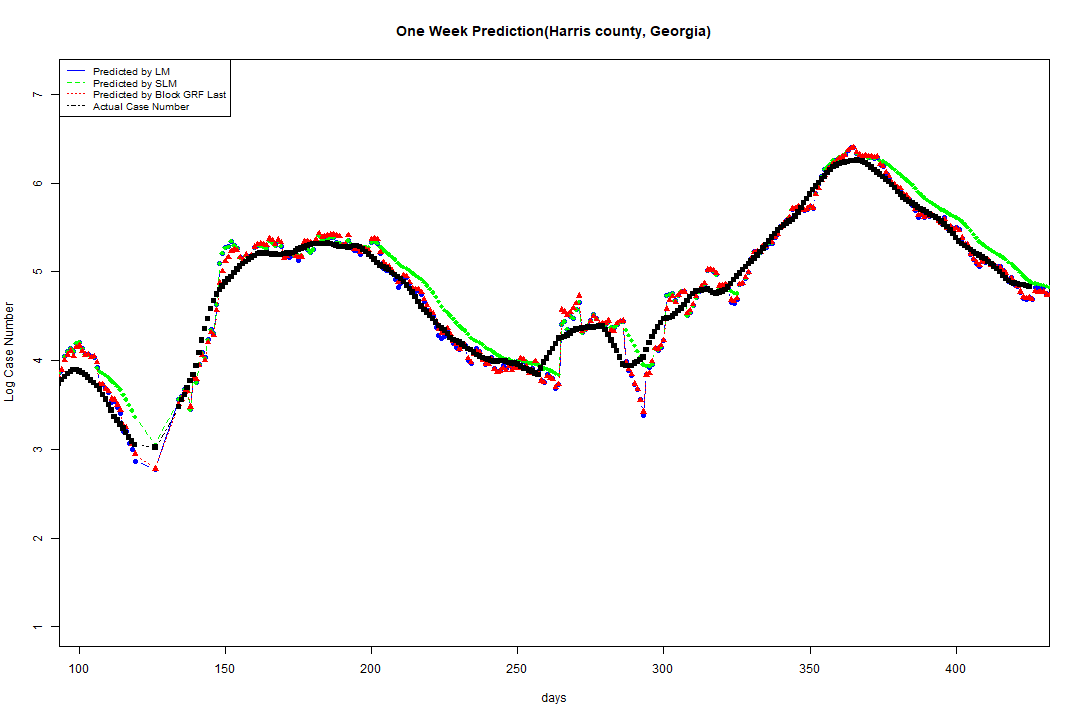 One Week Prediction(Harris county, Georgia)
Predicted by LM
Predicted by SLM
Predicted by Block GRF Last
Actual Case Number
7
6
5
4
3
2
1
Log Case Number
100 150 200 250 300 350 400
days